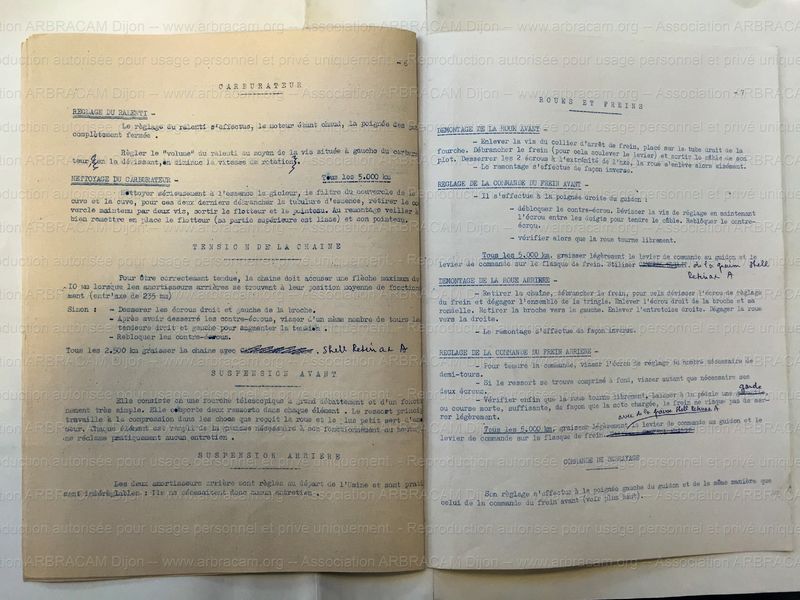 - 6
CARBURATEUR
REGLAGE DU RALENTI -
Le réglage du ralenti s'effectue, le moteur étant chaud, la poignée des gaz
complètement fermée .
Régler le "volume" du ralenti au moyen de la vis située à gauche du carbura-
teur (en la dévissant, on diminue la vitesse de rotation).
NETTOYAGE DU CARBURATEUR - Tous les 5.000 km
Nettoyer sérieusement à l'essence le gicleur, le filtre du couvercle de la
cuve et la cuve, pour ces deux derniers débrancher la tubulure d'essence, retirer le cou-
vercle maintenu par deux vis, sortir le flotteur et le pointeau. Au remontage veiller à
bien remettre en place le flotteur (sa partie supérieure est lisse) et son pointeau.
TENSION DE LA CHAINE
Pour être correctement tendue, la chaîne doit accuser une flèche maximum de
10 mm lorsque les amortisseurs arrières se trouvent à leur position moyenne de fonctionne-
ment (entr'axe de 235 mm)
Sinon : - Desserrer les écrous droit et gauche de la broche.
- Après avoir desserré les contre-écrous, visser d'un même nombre de tours les
tendeurs droit et gauche pour augmenter la tension .
- Rebloquer les contre-écrous.
Tous les 2.500 km graisser la chaîne avec Shell Retinax A
SUSPENSION AVANT
Elle consiste en une fourche télescopique à grand débattement et d'un fonction-
nement très simple. Elle comporte deux ressorts dans chaque élément . Le ressort principal
travaille à la compression dans les chocs que reçoit la roue et le plus petit sert d'amor-
tisseur. Chaque élément est rempli de la graisse nécessaire à son fonctionnement au montage,
ne réclame pratiquement aucun entretien .
SUSPENSION ARRIERE
Les deux amortisseurs arrière sont réglés au départ de l'Usine et sont prati-
ment indéréglables : Ils ne nécessitent donc aucun entretien .
- 7
ROUES ET FREINS
DEMONTAGE DE LA ROUE AVANT -
- Enlever la vis du collier d'arrêt de broche, placé sur le tube droit de la
fourche. Débrancher le frein (pour cela soulever le levier) et sortir le câble de son
plot. Desserrer les 2 écrous à l'extrémité de l'axe, la roue s'enlève alors aisément.
- Le remontage s'effectue de façon inverse.
REGLAGE DE LA COMMANDE DU FREIN AVANT -
- Il s'effectue à la poignée droite du guidon :
- débloquer le contre-écrou. Dévisser la vis de réglage en maintenant
l'écrou entre les doigts pour tendre le câble. Rebloquer le contre-
écrou.
- vérifier alors que la roue tourne librement.
Tous les 5.000 km, graisser légèrement le levier de commande au guidon et le
levier de commande sur le flasque de frein. Utiliser de la graisse Shell
Retinax A
DEMONTAGE DE LA ROUE ARRIERE -
- Retirer la chaîne, débrancher le frein, pour cela dévisser l'écrou de réglage
du frein et dégager l'ensemble de la tringle. Enlever l'écrou droit de la broche et sa
rondelle. Retirer la broche vers la gauche. Enlever l'entretoise droite. Dégager la roue
vers la droite.
- Le remontage s'effectue de façon inverse.
REGLAGE DE LA COMMANDE DU FREIN ARRIERE -
- Pour tendre la commande, visser l'écrou de réglage du nombre nécessaire de
demi-tours.
- Si le ressort se trouve comprimé à fond, visser autant que nécessaire ses
deux écrous.
- Vérifier enfin que la roue tourne librement. Laisser à la pédale une garde
ou course morte, suffisante, de façon que la moto chargée, le frein ne risque pas de ser-
rer légèrement.
avec de la graisse Shell Retinax A
Tous les 5.000 km, graisser légèrement le levier de commande au guidon et le
levier de commande sur le flasque de frein
COMMANDE DE DEBRAYAGE
Son réglage s'effectue à la poignée gauche du guidon et de la même manière que
celui de la commande du frein avant (voir plus haut).